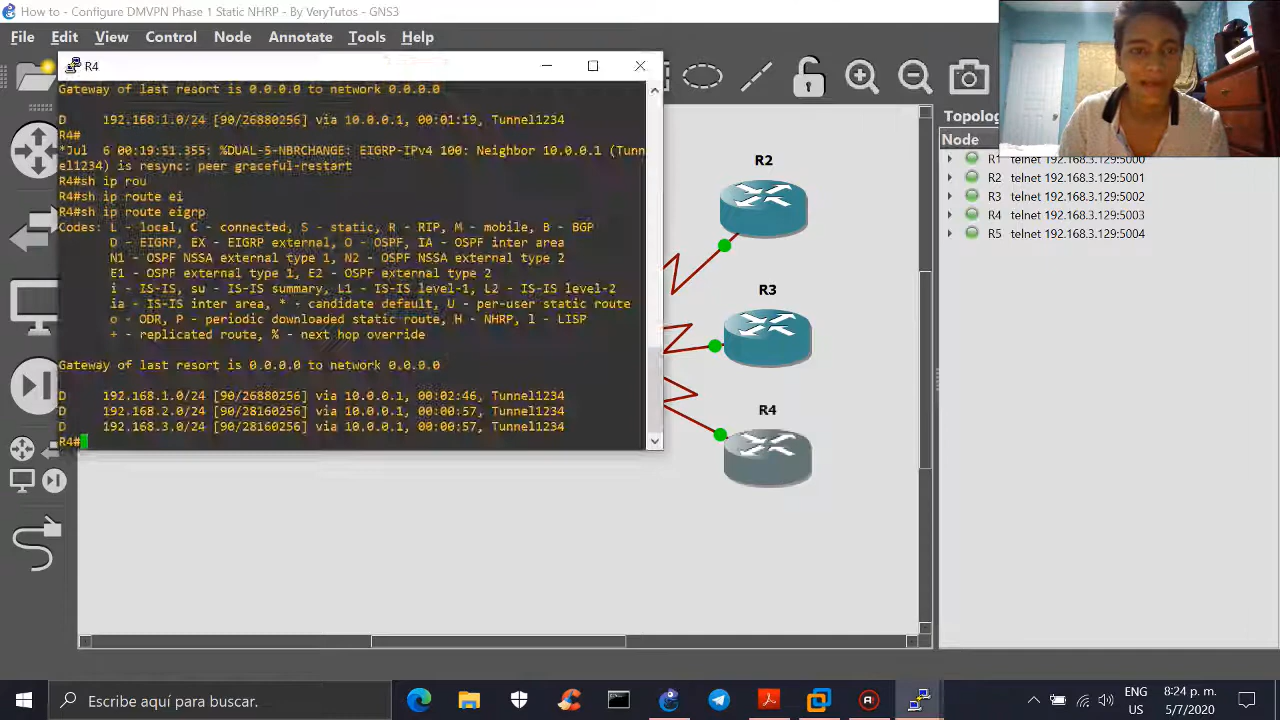 How to - Configure DMVPN Phase 1 Static NHRP - By VeryTutos - GNS3
File Edit View Control Node Annotate Tools Help
R4
Gateway of last resort is 0.0.0.0 to network 0.0.0.0
D 192.168.1.0/24 [90/26880256] via 10.0.0.1, 00:01:19, Tunnel1234
R4#
*Jul 6 00:19:51.355: %DUAL-5-NBRCHANGE: EIGRP-IPv4 100: Neighbor 10.0.0.1 (Tunn
el1234) is resync: peer graceful-restart
R4#sh ip rou
R4#sh ip route ei
R4#sh ip route eigrp
Codes: L - local, C - connected, S - static, R - RIP, M - mobile, B - BGP
D - EIGRP, EX - EIGRP external, O - OSPF, IA - OSPF inter area
N1 - OSPF NSSA external type 1, N2 - OSPF NSSA external type 2
E1 - OSPF external type 1, E2 - OSPF external type 2
i - IS-IS, su - IS-IS summary, L1 - IS-IS level-1, L2 - IS-IS level-2
ia - IS-IS inter area, * - candidate default, U - per-user static route
o - ODR, P - periodic downloaded static route, H - NHRP, l - LISP
+ - replicated route, % - next hop override
Gateway of last resort is 0.0.0.0 to network 0.0.0.0
D 192.168.1.0/24 [90/26880256] via 10.0.0.1, 00:02:46, Tunnel1234
D 192.168.2.0/24 [90/28160256] via 10.0.0.1, 00:00:57, Tunnel1234
D 192.168.3.0/24 [90/28160256] via 10.0.0.1, 00:00:57, Tunnel1234
R4#
R2
R3
R4
Node
R1 telnet 192.168.3.129:5000
R2 telnet 192.168.3.129:5001
R3 telnet 192.168.3.129:5002
R4 telnet 192.168.3.129:5003
R5 telnet 192.168.3.129:5004
Escribe aquí para buscar.
ENG
US
8:24 p. m.
5/7/2020